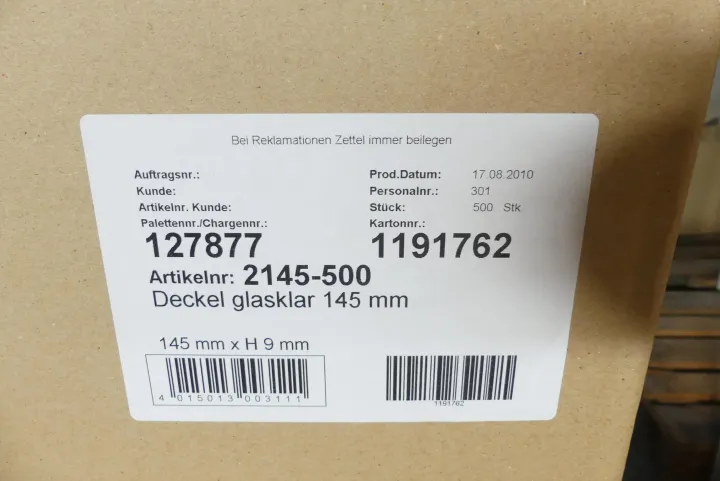 Bei Reklamationen Zettel immer beilegen
Auftragsnr.: Prod.Datum: 17.08.2010
Kunde: Personalnr.: 301
Artikelnr. Kunde: Stück: 500 Stk
Palettennr./Chargennr.: Kartonnr.:
127877 1191762
Artikelnr: 2145-500
Deckel glasklar 145 mm
145 mm x H 9 mm
4 015013 003111
1191762